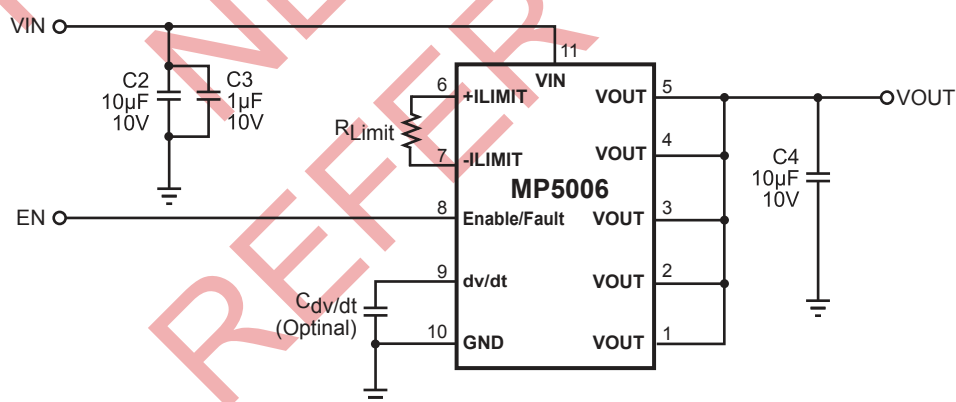 VIN
11
C2
10µF
10V
C3
1µF
10V
6
+ILIMIT
VIN
VOUT
5
VOUT
RLimit
7
-ILIMIT
VOUT
4
MP5006
C4
10µF
10V
EN
8
Enable/Fault
VOUT
3
9
dv/dt
VOUT
2
Cdv/dt
(Optinal)
10
GND
VOUT
1
REFER